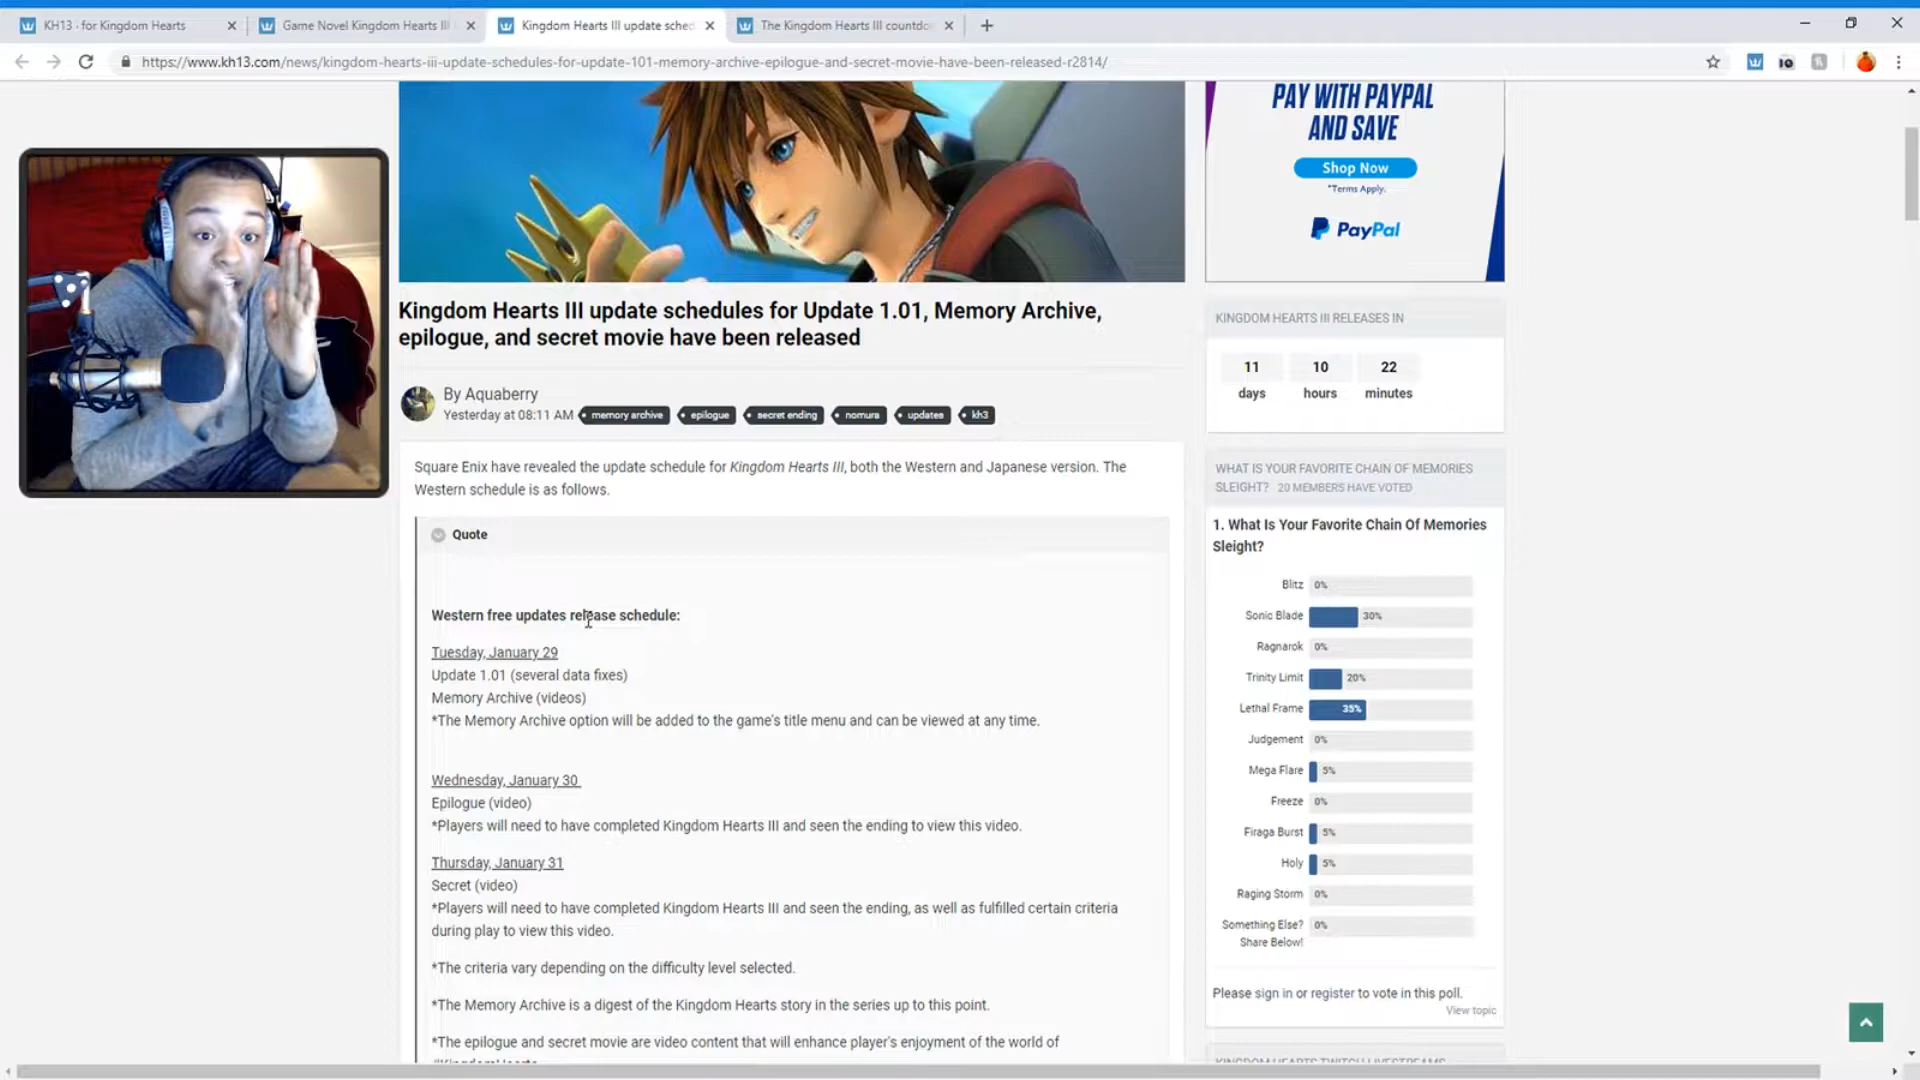 KH13 · for Kingdom Hearts
Game Novel Kingdom Hearts III
Kingdom Hearts III update sched
The Kingdom Hearts III countdo
https://www.kh13.com/news/kingdom-hearts-iii-update-schedules-for-update-101-memory-archive-epilogue-and-secret-movie-have-been-released-r2814/
PAY WITH PAYPAL
AND SAVE
Shop Now
*Terms Apply.
PayPal
Kingdom Hearts III update schedules for Update 1.01, Memory Archive,
epilogue, and secret movie have been released
By Aquaberry
Yesterday at 08:11 AM
memory archive
epilogue
secret ending
nomura
updates
kh3
Square Enix have revealed the update schedule for Kingdom Hearts III, both the Western and Japanese version. The
Western schedule is as follows.
Quote
Western free updates release schedule:
Tuesday, January 29
Update 1.01 (several data fixes)
Memory Archive (videos)
*The Memory Archive option will be added to the game's title menu and can be viewed at any time.
Wednesday, January 30
Epilogue (video)
*Players will need to have completed Kingdom Hearts III and seen the ending to view this video.
Thursday, January 31
Secret (video)
*Players will need to have completed Kingdom Hearts III and seen the ending, as well as fulfilled certain criteria
during play to view this video.
*The criteria vary depending on the difficulty level selected.
*The Memory Archive is a digest of the Kingdom Hearts story in the series up to this point.
*The epilogue and secret movie are video content that will enhance player's enjoyment of the world of
KINGDOM HEARTS III RELEASES IN
11 10 22
days hours minutes
WHAT IS YOUR FAVORITE CHAIN OF MEMORIES
SLEIGHT? 20 MEMBERS HAVE VOTED
1. What Is Your Favorite Chain Of Memories
Sleight?
Blitz 0%
Sonic Blade 30%
Ragnarok 0%
Trinity Limit 20%
Lethal Frame 35%
Judgement 0%
Mega Flare 5%
Freeze 0%
Firaga Burst 5%
Holy 5%
Raging Storm 0%
Something Else? 0%
Share Below!
Please sign in or register to vote in this poll.
View topic
KINGDOM HEARTS TWITCH LIVESTREAMS